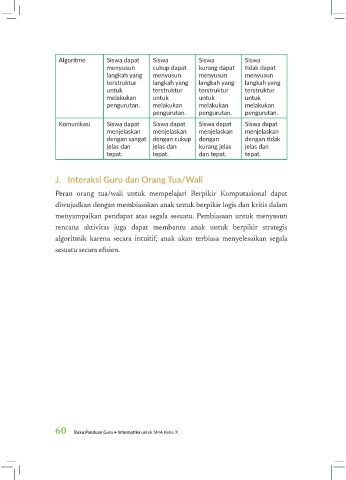 Algoritme Siswa dapat Siswa Siswa Siswa
menyusun cukup dapat kurang dapat tidak dapat
langkah yang menyusun menyusun menyusun
terstruktur langkah yang langkah yang langkah yang
untuk terstruktur terstruktur terstruktur
melakukan untuk untuk untuk
pengurutan. melakukan melakukan melakukan
pengurutan. pengurutan. pengurutan.
Komunikasi Siswa dapat Siswa dapat Siswa dapat Siswa dapat
menjelaskan menjelaskan menjelaskan menjelaskan
dengan sangat dengan cukup dengan dengan tidak
jelas dan jelas dan kurang jelas jelas dan
tepat. tepat. dan tepat. tepat.
J. Interaksi Guru dan Orang Tua/Wali
Peran orang tua/wali untuk mempelajari Berpikir Komputasional dapat
diwujudkan dengan membiasakan anak untuk berpikir logis dan kritis dalam
menyampaikan pendapat atas segala sesuatu. Pembiasaan untuk menyusun
rencana aktivitas juga dapat membantu anak untuk berpikir strategis
algoritmik karena secara intuitif, anak akan terbiasa menyelesaikan segala
sesuatu secara efisien.
60 Buku Panduan Guru • Informatika untuk SMA Kelas X